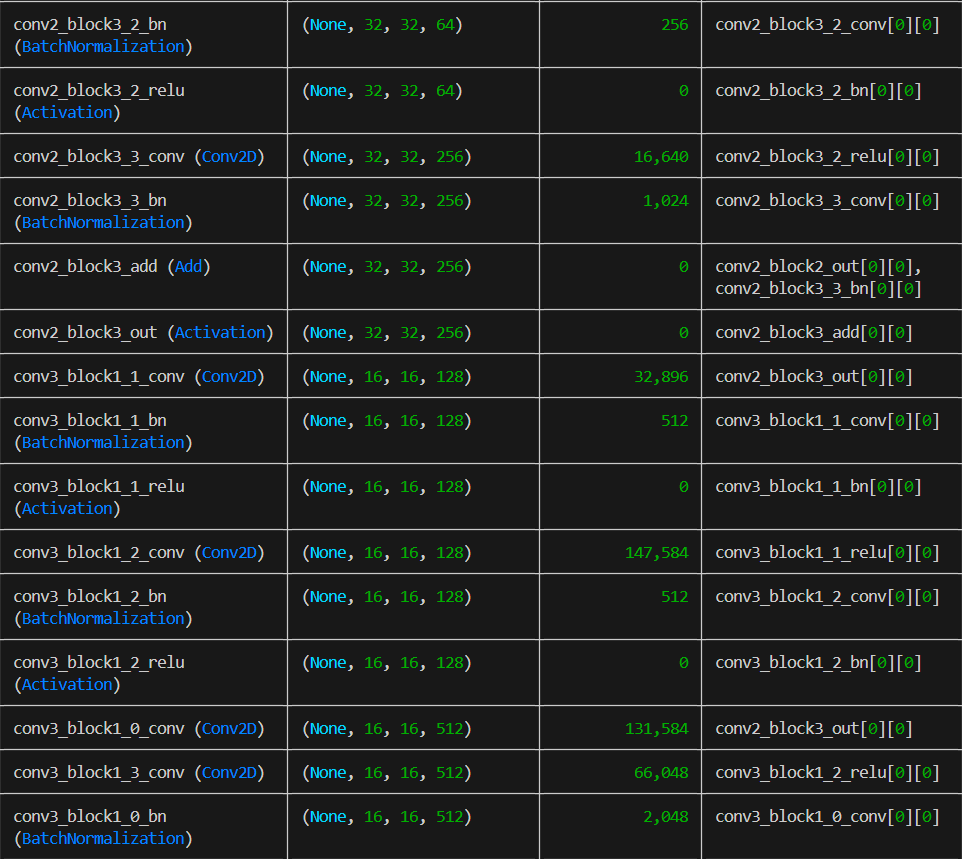 conv2_block3_2_bn (None, 32, 32, 64) 256 conv2_block3_2_conv[0][0]
(BatchNormalization)
conv2_block3_2_relu (None, 32, 32, 64) 0 conv2_block3_2_bn[0][0]
(Activation)
conv2_block3_3_conv (Conv2D) (None, 32, 32, 256) 16,640 conv2_block3_2_relu[0][0]
conv2_block3_3_bn (None, 32, 32, 256) 1,024 conv2_block3_3_conv[0][0]
(BatchNormalization)
conv2_block3_add (Add) (None, 32, 32, 256) 0 conv2_block2_out[0][0],
conv2_block3_3_bn[0][0]
conv2_block3_out (Activation) (None, 32, 32, 256) 0 conv2_block3_add[0][0]
conv3_block1_1_conv (Conv2D) (None, 16, 16, 128) 32,896 conv2_block3_out[0][0]
conv3_block1_1_bn (None, 16, 16, 128) 512 conv3_block1_1_conv[0][0]
(BatchNormalization)
conv3_block1_1_relu (None, 16, 16, 128) 0 conv3_block1_1_bn[0][0]
(Activation)
conv3_block1_2_conv (Conv2D) (None, 16, 16, 128) 147,584 conv3_block1_1_relu[0][0]
conv3_block1_2_bn (None, 16, 16, 128) 512 conv3_block1_2_conv[0][0]
(BatchNormalization)
conv3_block1_2_relu (None, 16, 16, 128) 0 conv3_block1_2_bn[0][0]
(Activation)
conv3_block1_0_conv (Conv2D) (None, 16, 16, 512) 131,584 conv2_block3_out[0][0]
conv3_block1_3_conv (Conv2D) (None, 16, 16, 512) 66,048 conv3_block1_2_relu[0][0]
conv3_block1_0_bn (None, 16, 16, 512) 2,048 conv3_block1_0_conv[0][0]
(BatchNormalization)